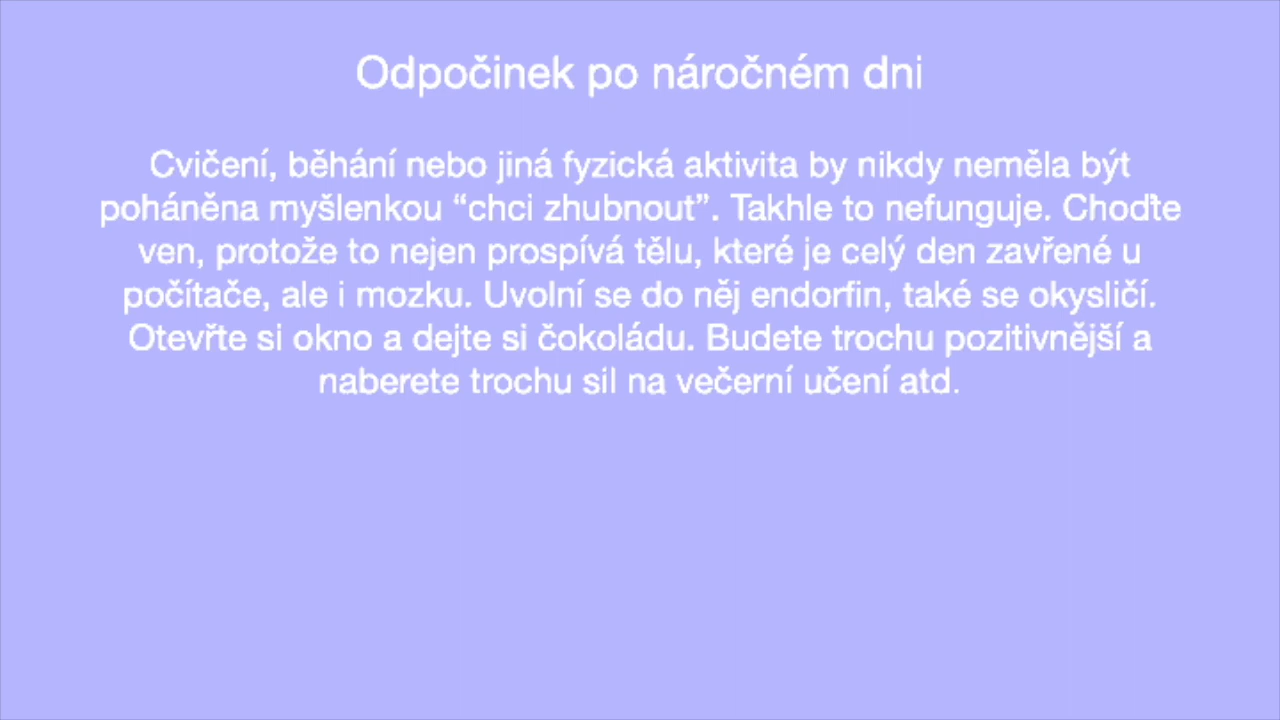 Odpočinek po náročném dni
Cvičení, běhání nebo jiná fyzická aktivita by nikdy neměla být
poháněna myšlenkou “chci zhubnout”. Takhle to nefunguje. Choďte
ven, protože to nejen prospívá tělu, které je celý den zavřené u
počítače, ale i mozku. Uvolní se do něj endorfin, také se okysličí.
Otevřte si okno a dejte si čokoládu. Budete trochu pozitivnější a
naberete trochu sil na večerní učení atd.